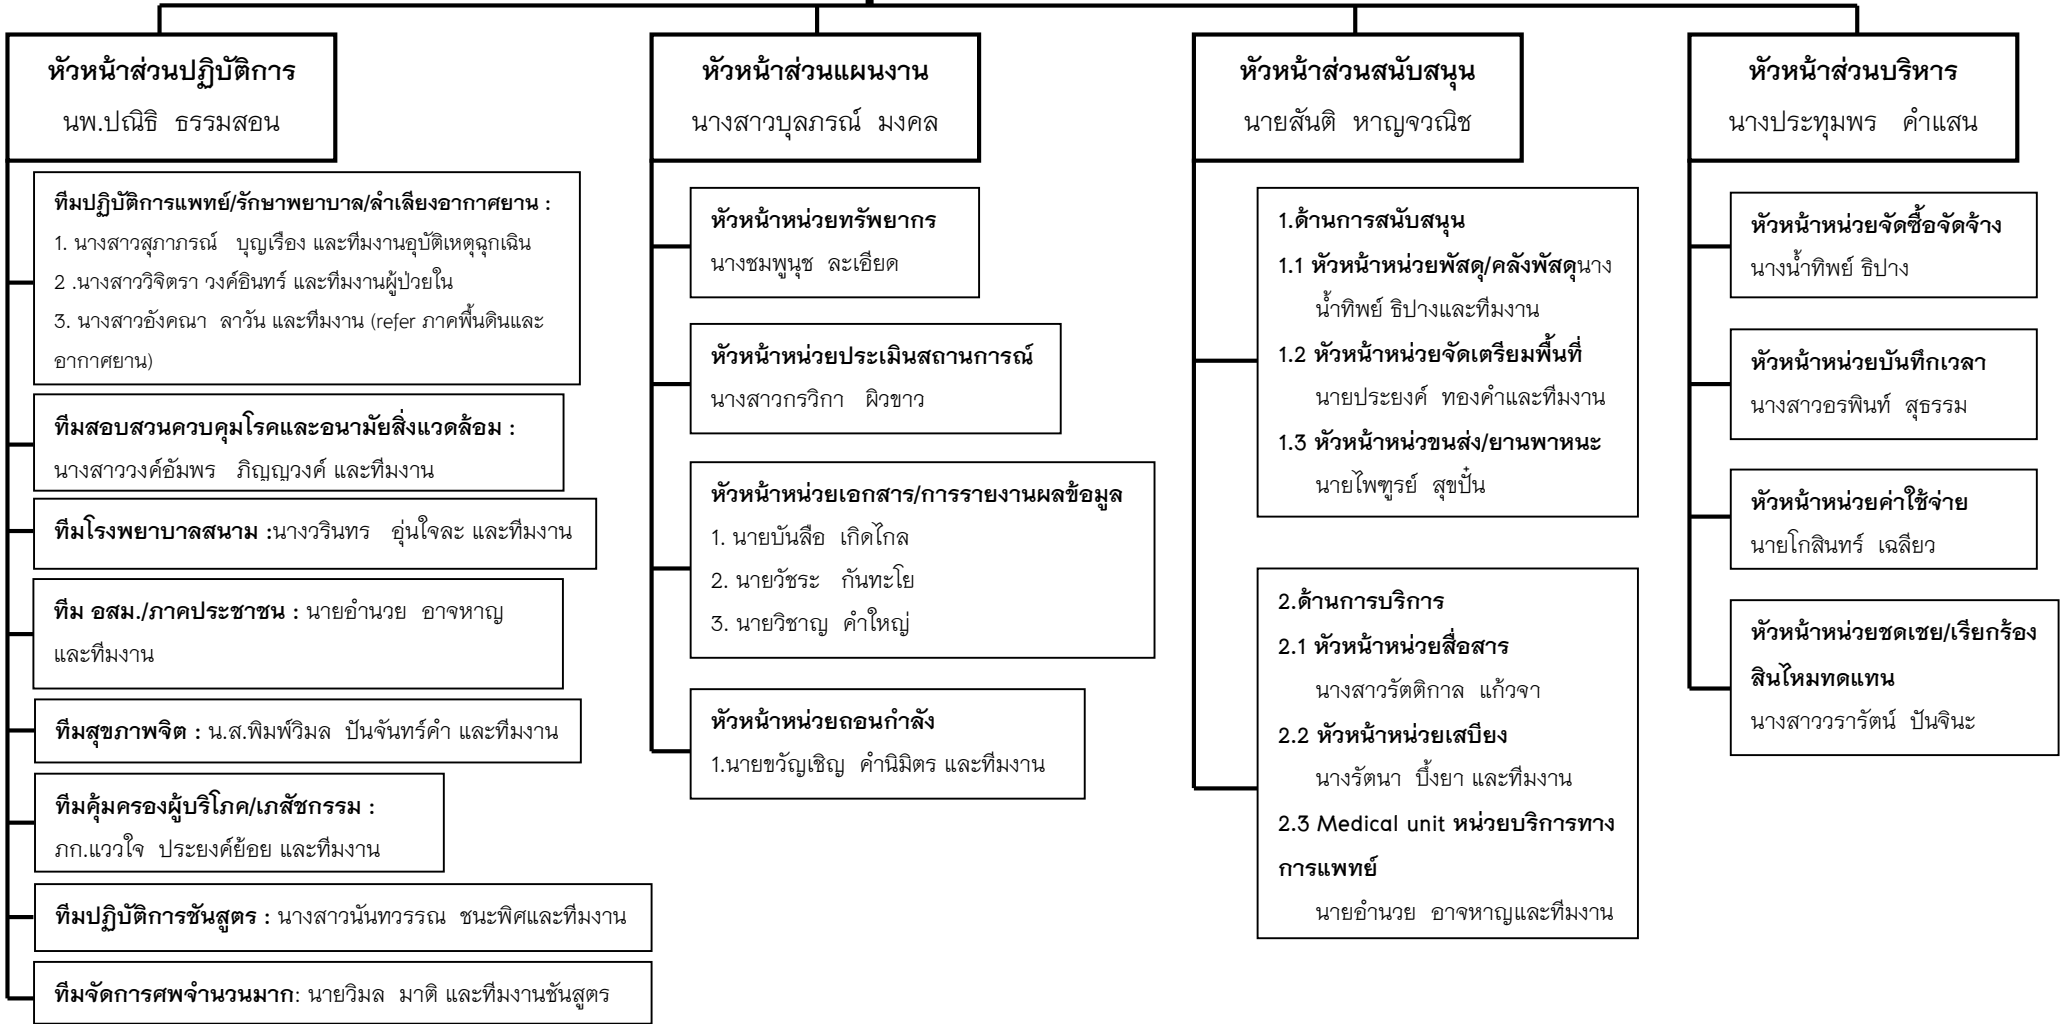 หัวหน้าส่วนปฏิบัติการ
นพ.ปณิธิ ธรรมสอน
ทีมปฏิบัติการแพทย์/รักษาพยาบาล/ลำเลียงอากาศยาน :
1. นางสาวสุภาภรณ์ บุญเรือง และทีมงานอุบัติเหตุฉุกเฉิน
2 .นางสาววิจิตรา วงค์อินทร์ และทีมงานผู้ป่วยใน
3. นางสาวอังคณา ลาวัน และทีมงาน (refer ภาคพื้นดินและ
อากาศยาน)
ทีมสอบสวนควบคุมโรคและอนามัยสิ่งแวดล้อม :
นางสาววงค์อัมพร ภิญญวงค์ และทีมงาน
ทีมโรงพยาบาลสนาม :นางวรินทร อุ่นใจละ และทีมงาน
ทีม อสม./ภาคประชาชน : นายอำนวย อาจหาญ
และทีมงาน
ทีมสุขภาพจิต : น.ส.พิมพ์วิมล ปันจันทร์คำ และทีมงาน
ทีมคุ้มครองผู้บริโภค/เภสัชกรรม :
ภก.แววใจ ประยงค์ย้อย และทีมงาน
ทีมปฏิบัติการชันสูตร : นางสาวนันทวรรณ ชนะพิศและทีมงาน
ทีมจัดการศพจำนวนมาก: นายวิมล มาติ และทีมงานชันสูตร
หัวหน้าส่วนแผนงาน
นางสาวบุลภรณ์ มงคล
หัวหน้าหน่วยทรัพยากร
นางชมพูนุช ละเอียด
หัวหน้าหน่วยประเมินสถานการณ์
นางสาวกรวิกา ผิวขาว
หัวหน้าหน่วยเอกสาร/การรายงานผลข้อมูล
1. นายบันลือ เกิดไกล
2. นายวัชระ กันทะโย
3. นายวิชาญ คำใหญ่
หัวหน้าหน่วยถอนกำลัง
1.นายขวัญเชิญ คำนิมิตร และทีมงาน
หัวหน้าส่วนสนับสนุน
นายสันติ หาญจวณิช
1.ด้านการสนับสนุน
1.1 หัวหน้าหน่วยพัสดุ/คลังพัสดุนาง
น้ำทิพย์ ธิปางและทีมงาน
1.2 หัวหน้าหน่วยจัดเตรียมพื้นที่
นายประยงค์ ทองคำและทีมงาน
1.3 หัวหน้าหน่วขนส่ง/ยานพาหนะ
นายไพฑูรย์ สุขปั๋น
2.ด้านการบริการ
2.1 หัวหน้าหน่วยสื่อสาร
นางสาวรัตติกาล แก้วจา
2.2 หัวหน้าหน่วยเสบียง
นางรัตนา บึ้งยา และทีมงาน
2.3 Medical unit หน่วยบริการทาง
การแพทย์
นายอำนวย อาจหาญและทีมงาน
หัวหน้าส่วนบริหาร
นางประทุมพร คำแสน
หัวหน้าหน่วยจัดซื้อจัดจ้าง
นางน้ำทิพย์ ธิปาง
หัวหน้าหน่วยบันทึกเวลา
นางสาวอรพินท์ สุธรรม
หัวหน้าหน่วยค่าใช้จ่าย
นายโกสินทร์ เฉลียว
หัวหน้าหน่วยชดเชย/เรียกร้อง
สินไหมทดแทน
นางสาววรารัตน์ ปันจินะ